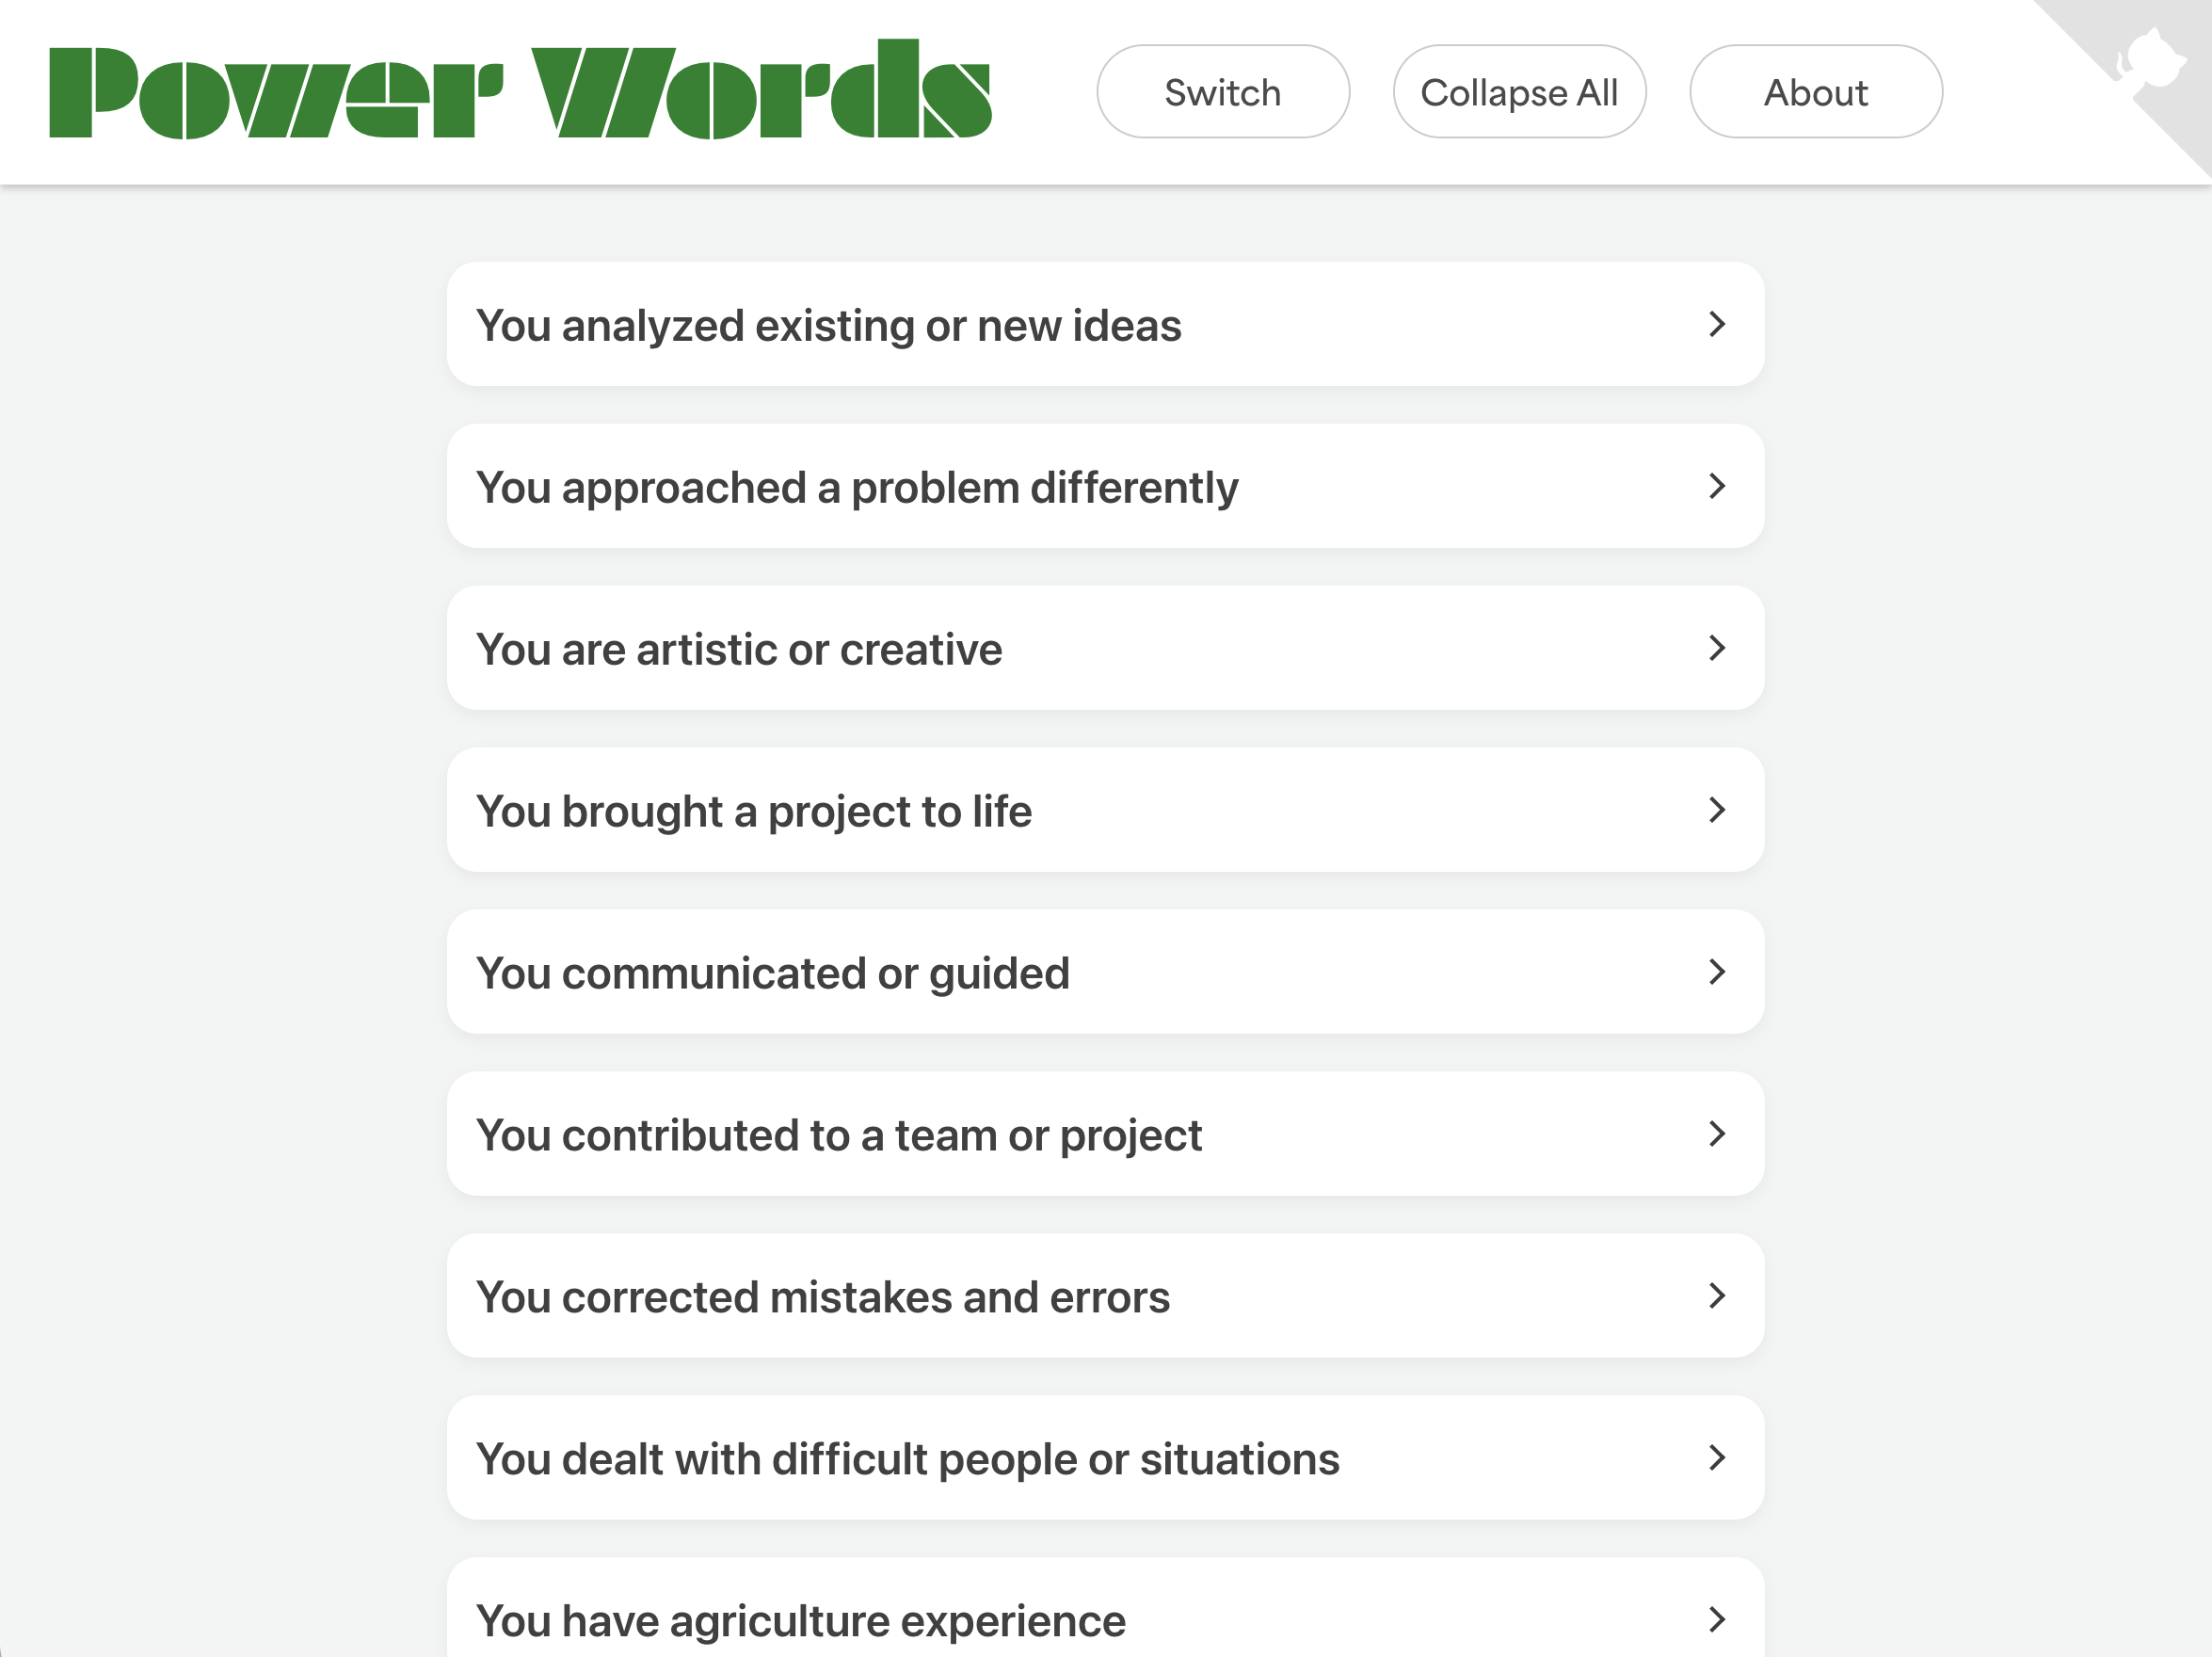 Power Words
Switch
Collapse All
About
You analyzed existing or new ideas
You approached a problem differently
You are artistic or creative
You brought a project to life
You communicated or guided
You contributed to a team or project
You corrected mistakes and errors
You dealt with difficult people or situations
You have agriculture experience